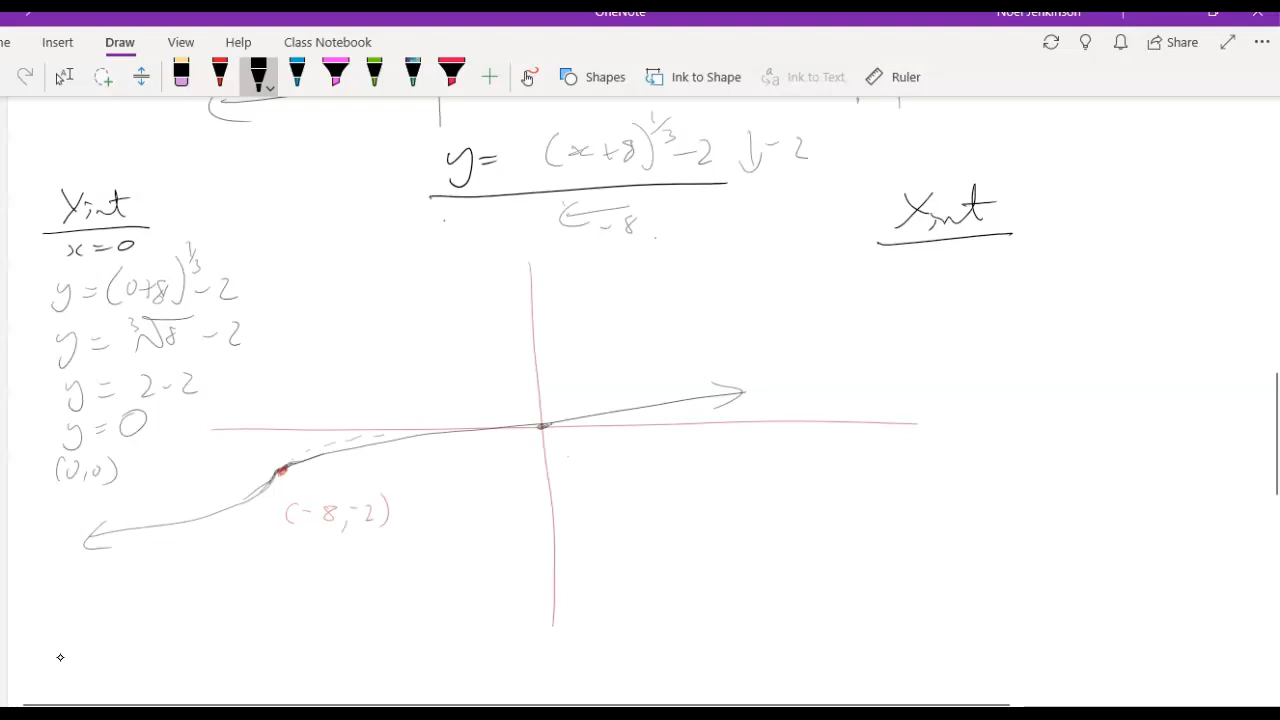 OneNote
Noel Jenkinson
Insert Draw View Help Class Notebook
Share
Shapes Ink to Shape Ink to Text Ruler
y= (x+8)^1/3 -2 ↓-2
←-8
Yint
x=0
y=(0+8)^1/3 -2
y= ³√8 -2
y= 2-2
y=0
(0,0)
Xint
(-8,-2)